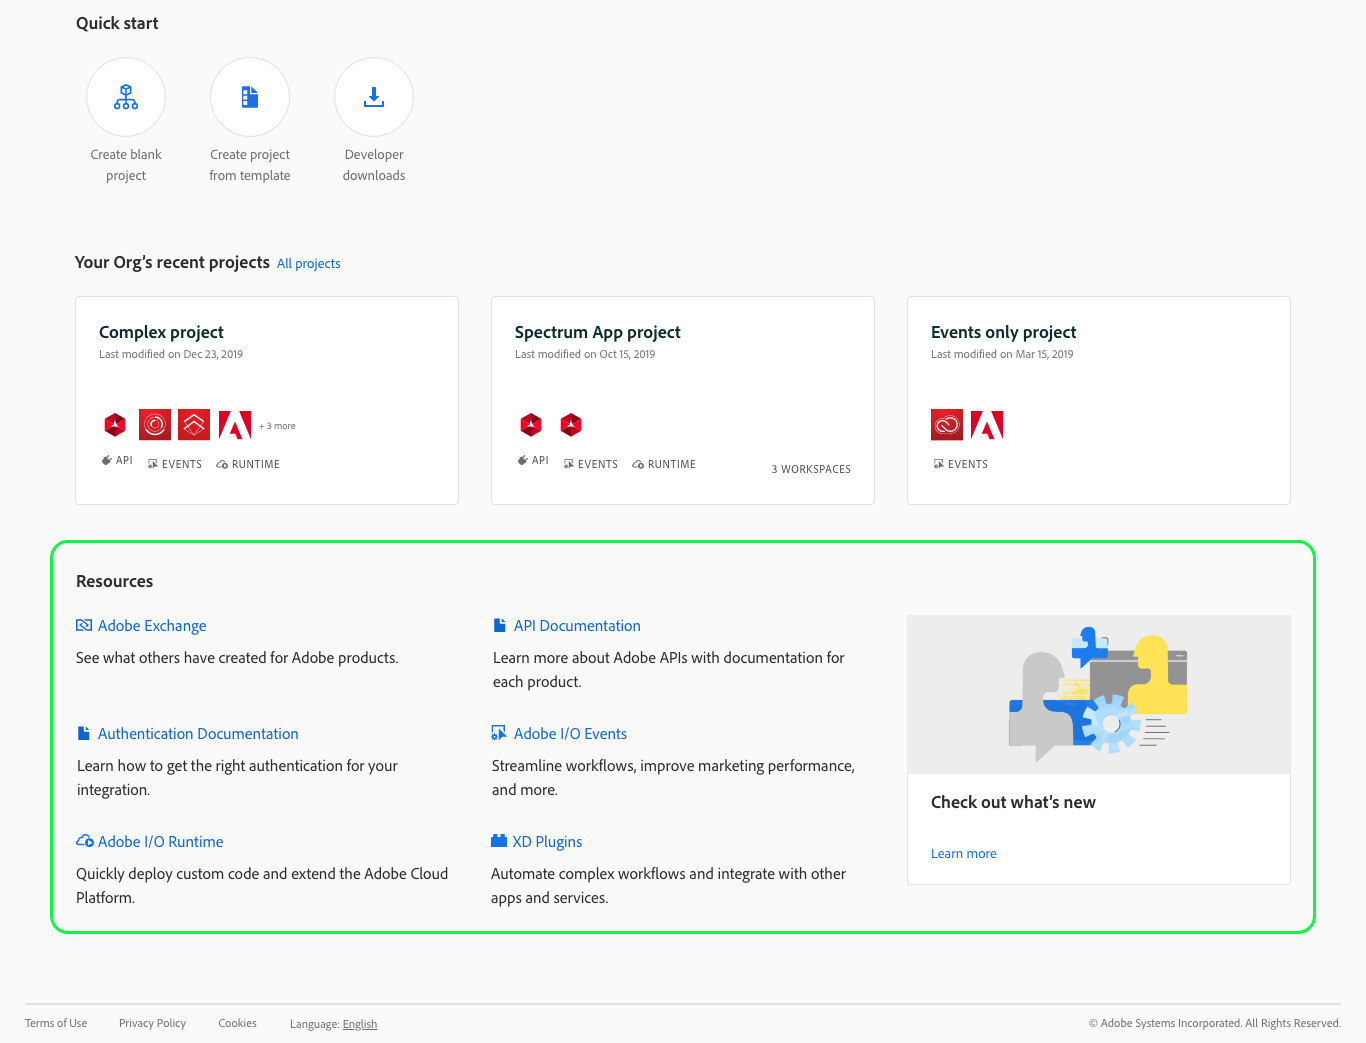 Quick start
Create blank
project
Create project
from template
Developer
downloads
Your Org's recent projects All projects
Complex project
Last modified on Dec 23, 2019
+ 3 more
API EVENTS RUNTIME
Spectrum App project
Last modified on Oct 15, 2019
API EVENTS RUNTIME
3 WORKSPACES
Events only project
Last modified on Mar 15, 2019
EVENTS
Resources
Adobe Exchange
See what others have created for Adobe products.
API Documentation
Learn more about Adobe APIs with documentation for
each product.
Authentication Documentation
Learn how to get the right authentication for your
integration.
Adobe I/O Events
Streamline workflows, improve marketing performance,
and more.
Adobe I/O Runtime
Quickly deploy custom code and extend the Adobe Cloud
Platform.
XD Plugins
Automate complex workflows and integrate with other
apps and services.
Check out what's new
Learn more
Terms of Use Privacy Policy Cookies Language: English
© Adobe Systems Incorporated. All Rights Reserved.